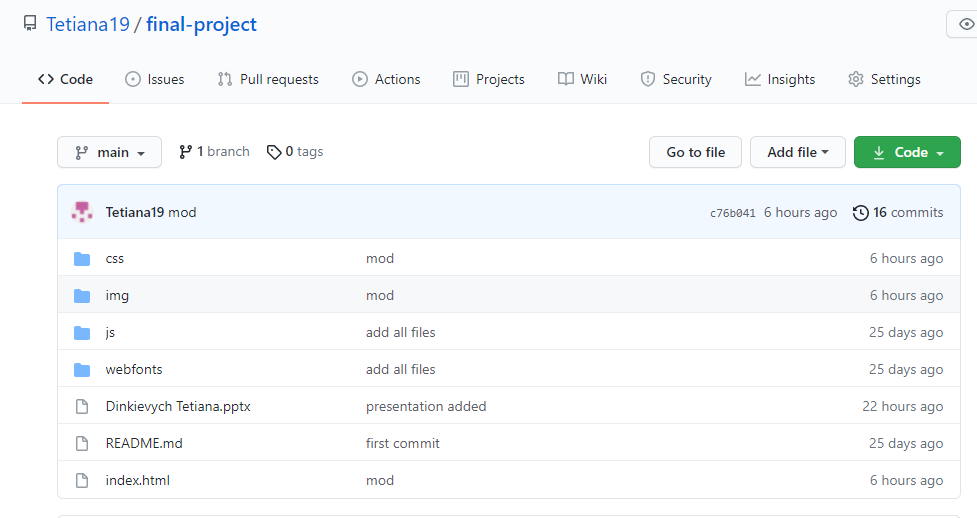 Tetiana19 / final-project
Code Issues Pull requests Actions Projects Wiki Security Insights Settings
main 1 branch 0 tags Go to file Add file Code
Tetiana19 mod c76b041 6 hours ago 16 commits
css mod 6 hours ago
img mod 6 hours ago
js add all files 25 days ago
webfonts add all files 25 days ago
Dinkievych Tetiana.pptx presentation added 22 hours ago
README.md first commit 25 days ago
index.html mod 6 hours ago